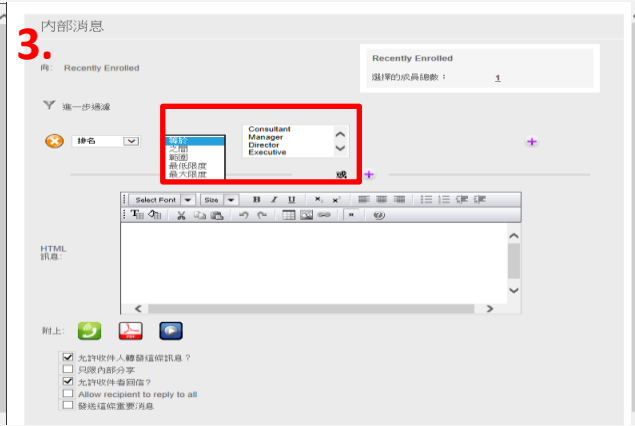 內部消息
3.
向: Recently Enrolled
Recently Enrolled
選擇的成員總數： 1
進一步過濾
排名
等於
之間
範圍
最低限度
最大限度
Consultant
Manager
Director
Executive
或
Select Font Size B I U
HTML
訊息:
附上:
允許收件人轉發這條訊息？
只限內部分享
允許收件者回信?
Allow recipient to reply to all
發送這條重要消息